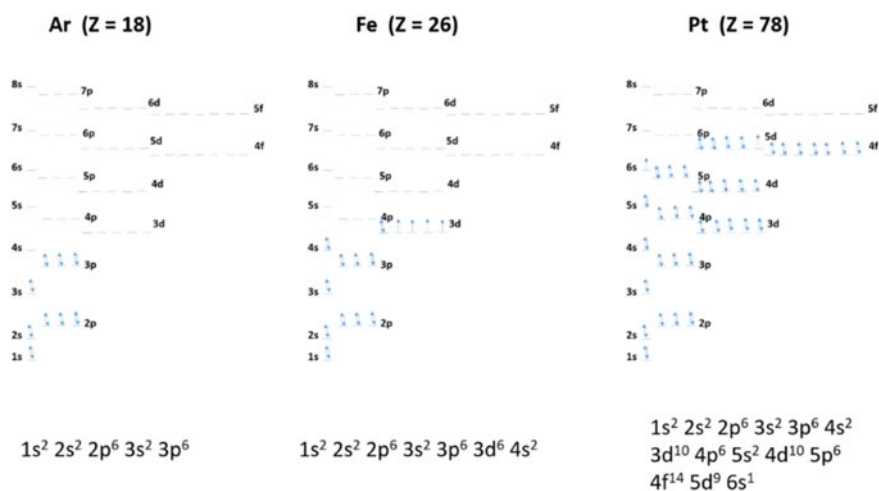 Ar (Z = 18)
8s
7p
6d
5f
7s
6p
5d
4f
6s
5p
4d
5s
4p
3d
4s
3p
3s
2p
2s
1s
1s² 2s² 2p⁶ 3s² 3p⁶
Fe (Z = 26)
8s
7p
6d
5f
7s
6p
5d
4f
6s
5p
4d
5s
4p
3d
4s
3p
3s
2p
2s
1s
1s² 2s² 2p⁶ 3s² 3p⁶ 3d⁶ 4s²
Pt (Z = 78)
8s
7p
6d
5f
7s
6p
5d
4f
6s
5p
4d
5s
4p
3d
4s
3p
3s
2p
2s
1s
1s² 2s² 2p⁶ 3s² 3p⁶ 4s²
3d¹⁰ 4p⁶ 5s² 4d¹⁰ 5p⁶
4f¹⁴ 5d⁹ 6s¹